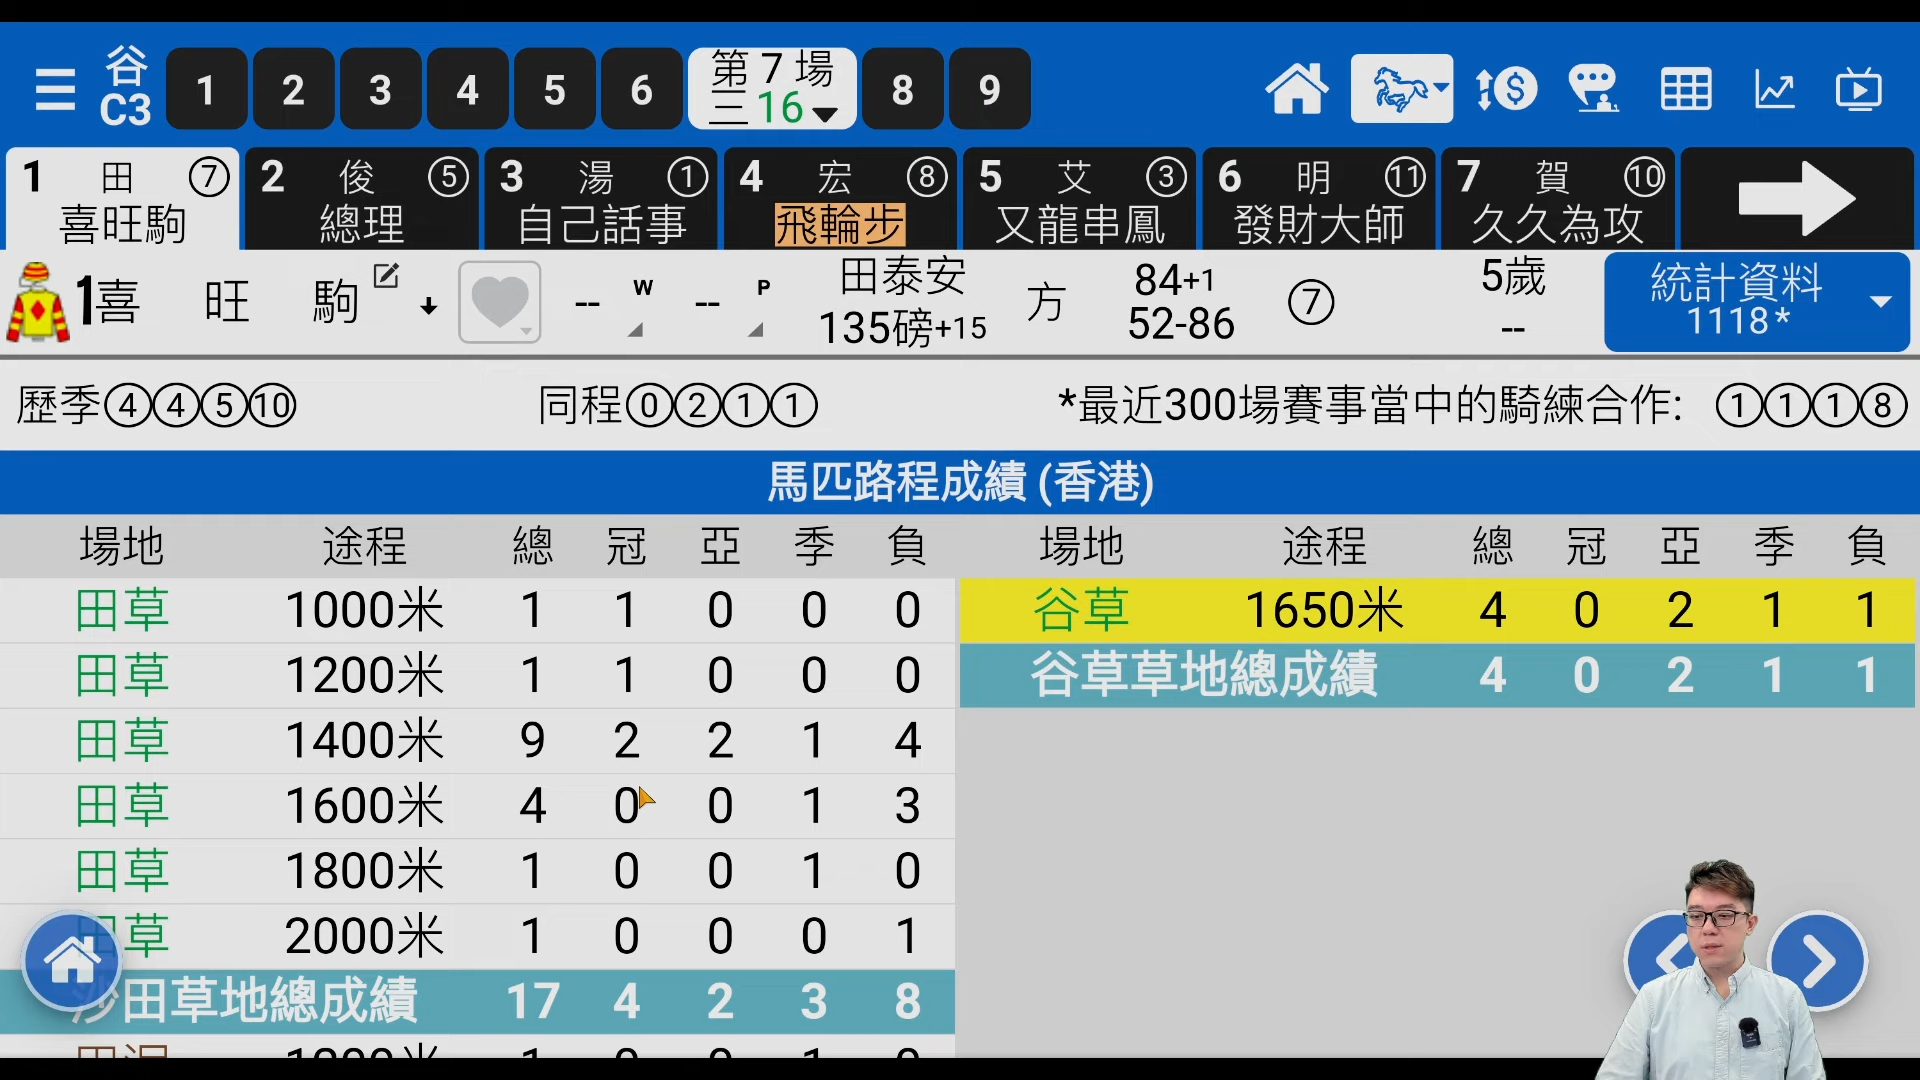 谷 C3 1 2 3 4 5 6 第 7 場 二 16 8 9
1 田 ⑦ 喜旺駒
2 俊 ⑤ 總理
3 湯 ① 自己話事
4 宏 ⑧ 飛輪步
5 艾 ③ 又龍串鳳
6 明 ⑪ 發財大師
7 賀 ⑩ 久久為攻
1 喜旺駒 -- W -- P 田泰安 方 84+1 ⑦ 5歲 統計資料
135磅+15 52-86 -- 1118*
歷季④④⑤⑩ 同程⓪②①① *最近300場賽事當中的騎練合作: ①①①⑧
馬匹路程成績 (香港)
場地 途程 總 冠 亞 季 負 場地 途程 總 冠 亞 季 負
田草 1000米 1 1 0 0 0 谷草 1650米 4 0 2 1 1
田草 1200米 1 1 0 0 0 谷草草地總成績 4 0 2 1 1
田草 1400米 9 2 2 1 4
田草 1600米 4 0 0 1 3
田草 1800米 1 0 0 1 0
田草 2000米 1 0 0 0 1
沙田草地總成績 17 4 2 3 8